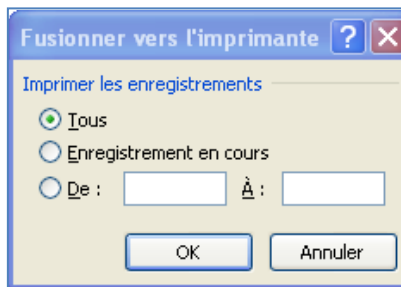 Fusionner vers l'imprimante ? X
Imprimer les enregistrements
Tous
Enregistrement en cours
De : À :
OK Annuler